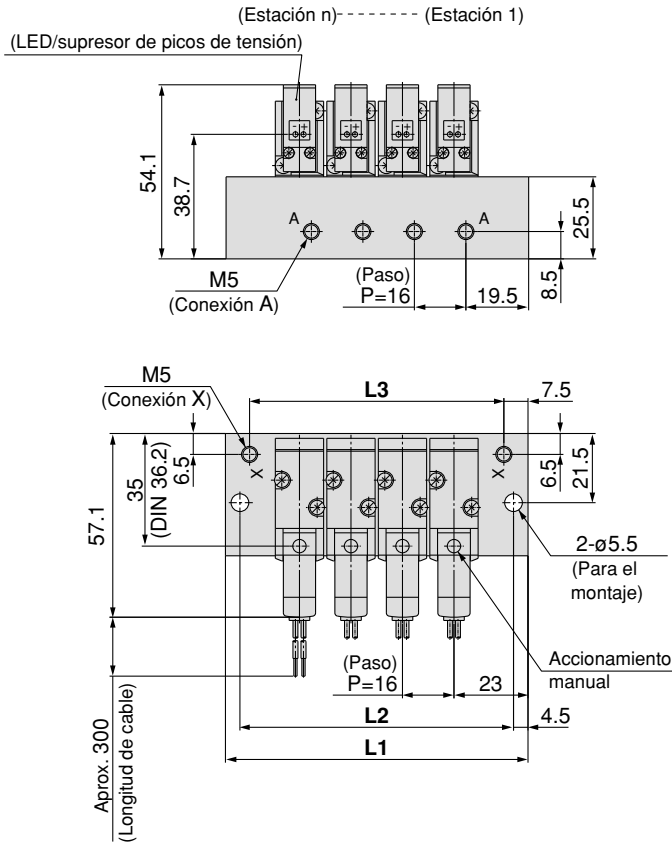 (Estación n)-------- (Estación 1)
(LED/supresor de picos de tensión)
54.1
38.7
A
A
25.5
8.5
M5
(Conexión A)
(Paso)
P=16
19.5
M5
(Conexión X)
L3
7.5
X
X
57.1
35
(DIN 36.2)
6.5
6.5
21.5
2-ø5.5
(Para el
montaje)
Accionamiento
manual
(Paso)
P=16
23
L2
4.5
L1
Aprox. 300
(Longitud de cable)